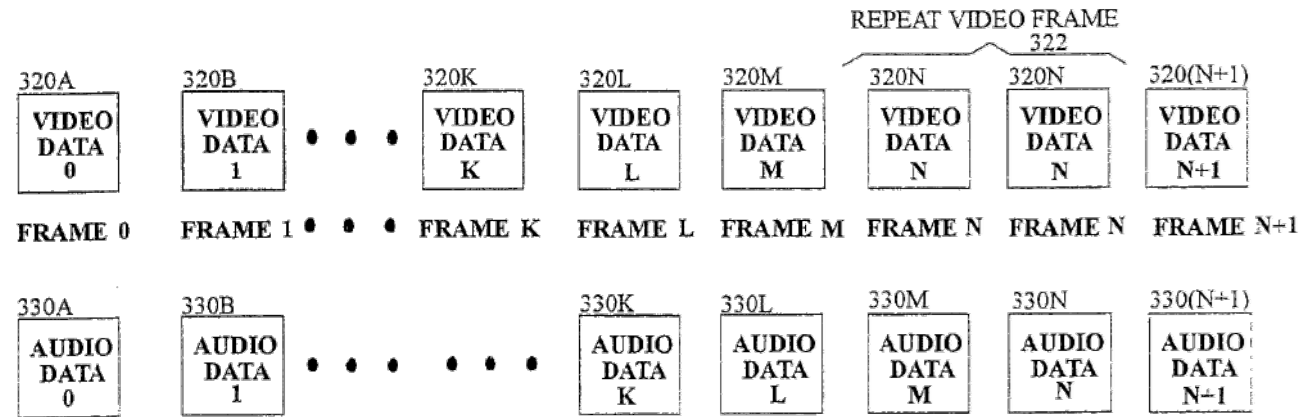 REPEAT VIDEO FRAME
322
320A 320B 320K 320L 320M 320N 320N 320(N+1)
VIDEO VIDEO VIDEO VIDEO VIDEO VIDEO VIDEO VIDEO
DATA DATA DATA DATA DATA DATA DATA DATA
0 1 K L M N N N+1
FRAME 0 FRAME 1 FRAME K FRAME L FRAME M FRAME N FRAME N FRAME N+1
330A 330B 330K 330L 330M 330N 330(N+1)
AUDIO AUDIO AUDIO AUDIO AUDIO AUDIO AUDIO
DATA DATA DATA DATA DATA DATA DATA
0 1 K L M N N+1